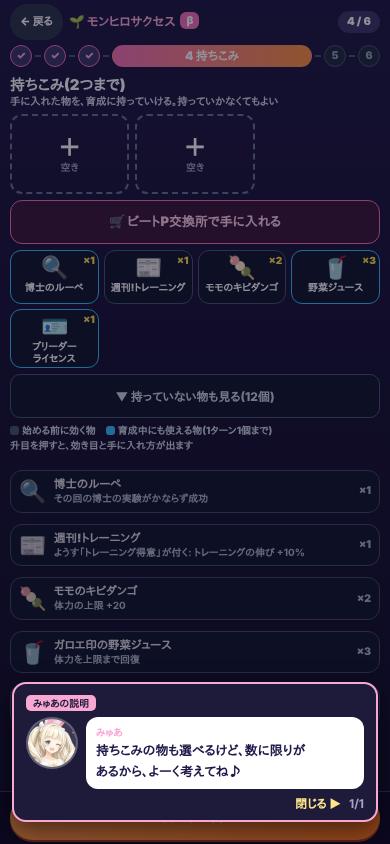 ← 戻る
🌱 モンヒロサクセス β
4 / 6
4 持ちこみ
5
6
持ちこみ(2つまで)
手に入れた物を、育成に持っていける。持っていかなくてもよい
+
空き
+
空き
🛒 ビートP交換所で手に入れる
×1
博士のルーペ
×1
週刊!トレーニング
×2
モモのキビダンゴ
×3
野菜ジュース
×1
ブリーダー
ライセンス
▼ 持っていない物も見る(12個)
始める前に効く物 育成中にも使える物(1ターン1個まで)
升目を押すと、効き目と手に入れ方が出ます
博士のルーペ
その回の博士の実験がかならず成功
×1
週刊!トレーニング
ようす「トレーニング得意」が付く: トレーニングの伸び +10%
×1
モモのキビダンゴ
体力の上限 +20
×2
ガロエ印の野菜ジュース
体力を上限まで回復
×3
みゅあの説明
みゅあ
持ちこみの物も選べるけど、数に限りが
あるから、よーく考えてね♪
閉じる ▶ 1/1